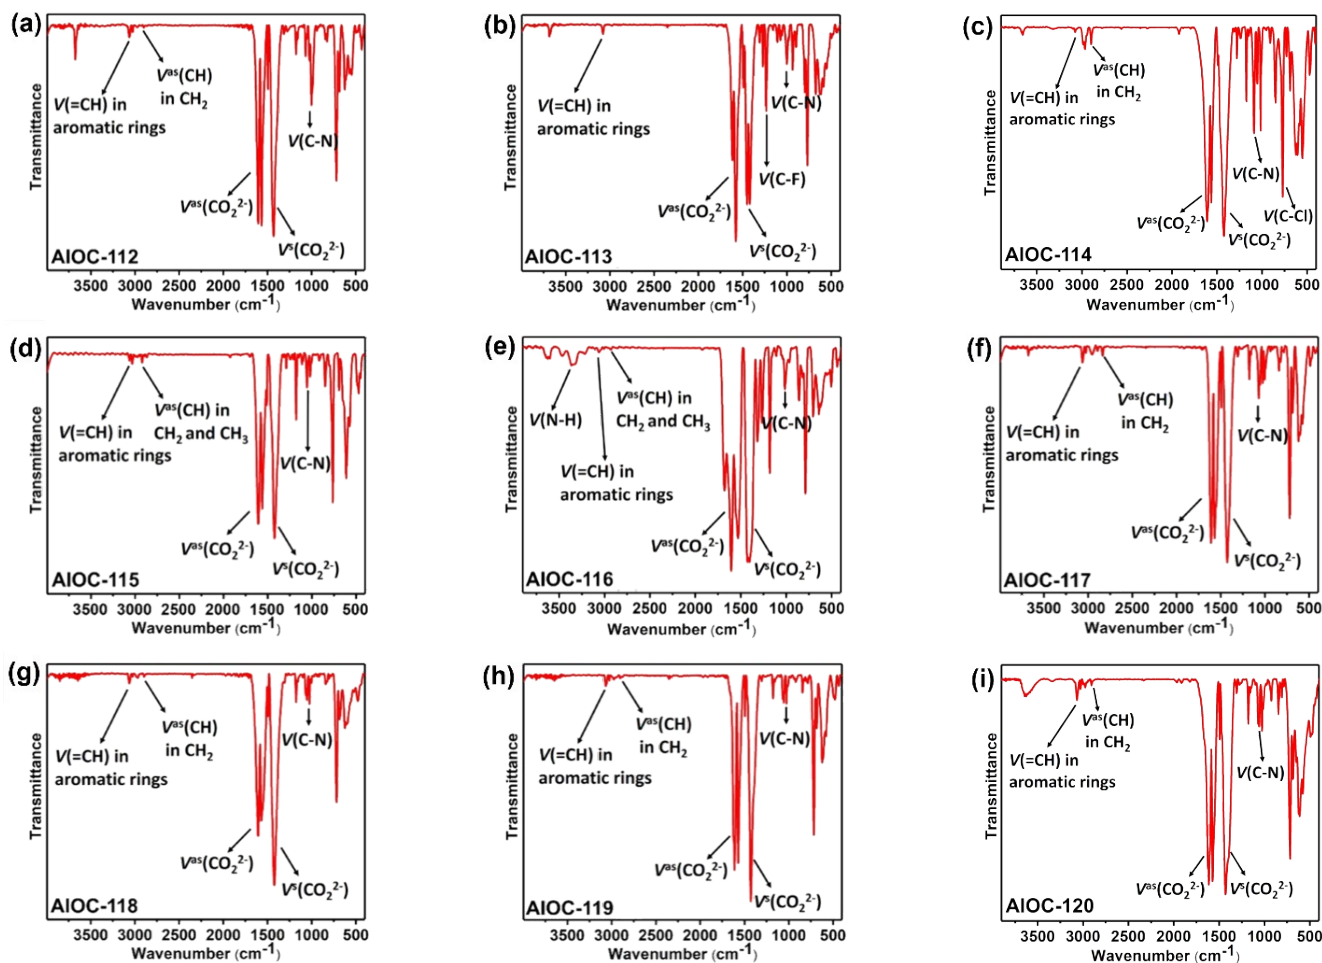 (a)
Transmittance
V(=CH) in
aromatic rings
Vᵃˢ(CH)
in CH₂
V(C-N)
Vᵃˢ(CO₂²⁻)
Vˢ(CO₂²⁻)
AlOC-112
3500 3000 2500 2000 1500 1000 500
Wavenumber (cm⁻¹)
(b)
Transmittance
V(=CH) in
aromatic rings
V(C-N)
V(C-F)
Vᵃˢ(CO₂²⁻)
Vˢ(CO₂²⁻)
AlOC-113
3500 3000 2500 2000 1500 1000 500
Wavenumber (cm⁻¹)
(c)
Transmittance
Vᵃˢ(CH)
in CH₂
V(=CH) in
aromatic rings
V(C-N)
V(C-Cl)
Vᵃˢ(CO₂²⁻)
Vˢ(CO₂²⁻)
AlOC-114
3500 3000 2500 2000 1500 1000 500
Wavenumber (cm⁻¹)
(d)
Transmittance
Vᵃˢ(CH) in
CH₂ and CH₃
V(=CH) in
aromatic rings
V(C-N)
Vᵃˢ(CO₂²⁻)
Vˢ(CO₂²⁻)
AlOC-115
3500 3000 2500 2000 1500 1000 500
Wavenumber (cm⁻¹)
(e)
Transmittance
V(N-H)
Vᵃˢ(CH) in
CH₂ and CH₃
V(C-N)
V(=CH) in
aromatic rings
Vᵃˢ(CO₂²⁻)
Vˢ(CO₂²⁻)
AlOC-116
3500 3000 2500 2000 1500 1000 500
Wavenumber (cm⁻¹)
(f)
Transmittance
Vᵃˢ(CH)
in CH₂
V(=CH) in
aromatic rings
V(C-N)
Vᵃˢ(CO₂²⁻)
Vˢ(CO₂²⁻)
AlOC-117
3500 3000 2500 2000 1500 1000 500
Wavenumber (cm⁻¹)
(g)
Transmittance
Vᵃˢ(CH)
in CH₂
V(=CH) in
aromatic rings
V(C-N)
Vᵃˢ(CO₂²⁻)
Vˢ(CO₂²⁻)
AlOC-118
3500 3000 2500 2000 1500 1000 500
Wavenumber (cm⁻¹)
(h)
Transmittance
Vᵃˢ(CH)
in CH₂
V(=CH) in
aromatic rings
V(C-N)
Vᵃˢ(CO₂²⁻)
Vˢ(CO₂²⁻)
AlOC-119
3500 3000 2500 2000 1500 1000 500
Wavenumber (cm⁻¹)
(i)
Transmittance
Vᵃˢ(CH)
in CH₂
V(=CH) in
aromatic rings
V(C-N)
Vᵃˢ(CO₂²⁻)
Vˢ(CO₂²⁻)
AlOC-120
3500 3000 2500 2000 1500 1000 500
Wavenumber (cm⁻¹)